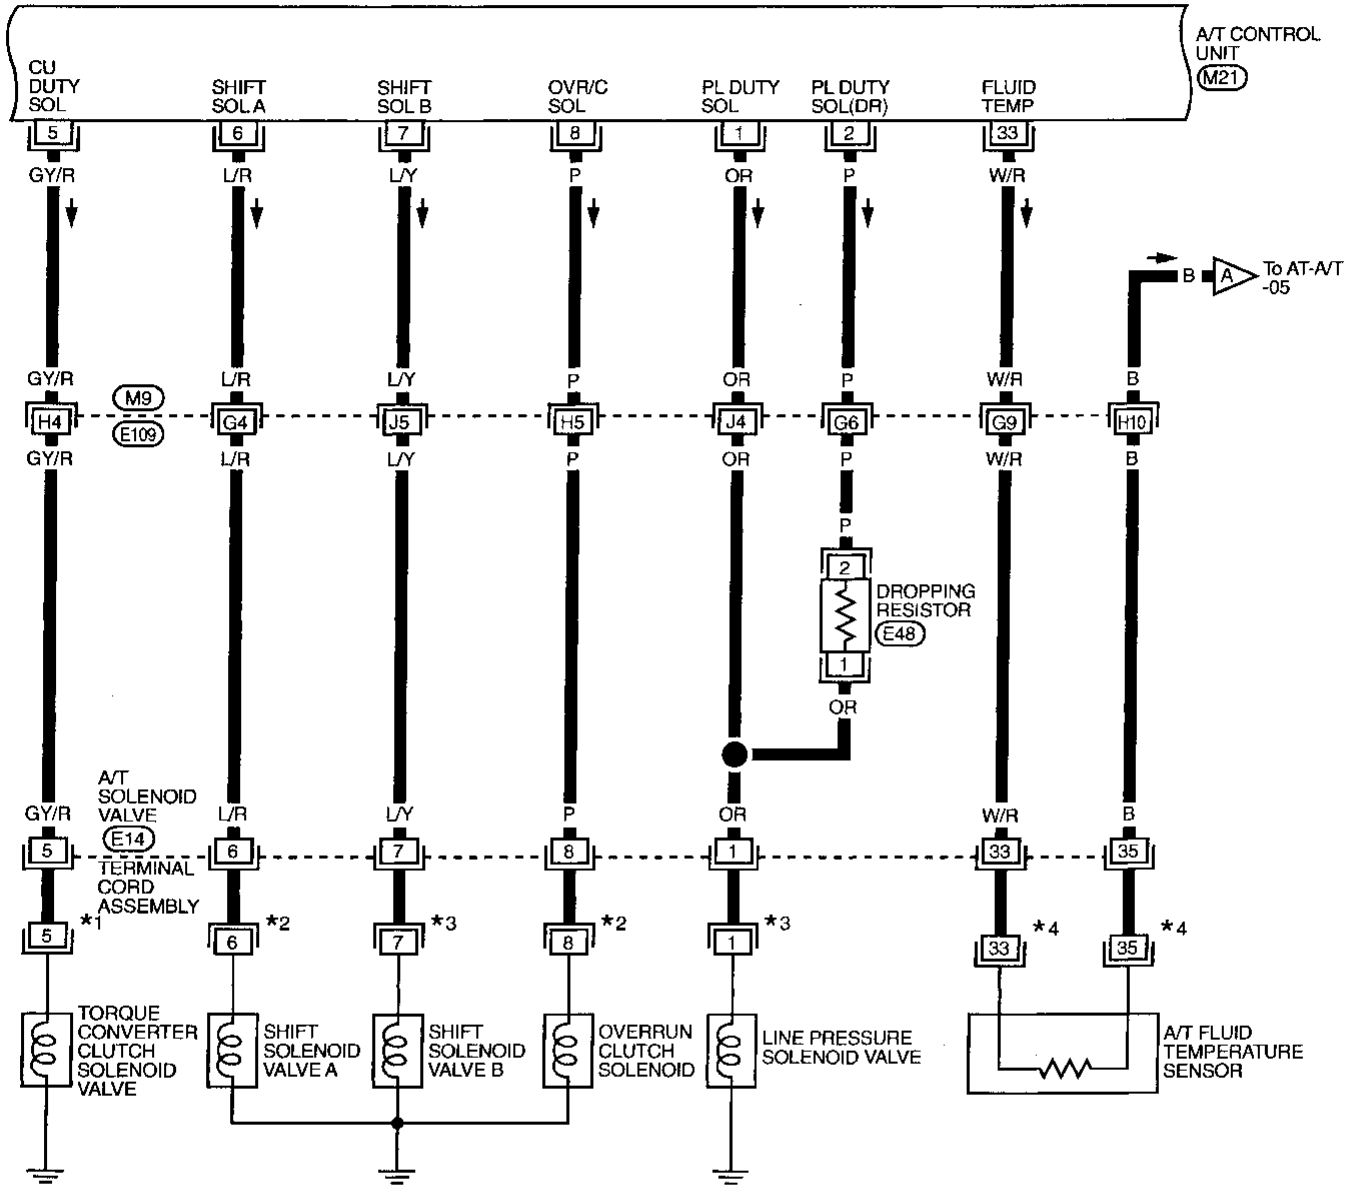 A/T CONTROL
UNIT
M21
CU
DUTY
SOL
SHIFT
SOL A
SHIFT
SOL B
OVR/C
SOL
PL DUTY
SOL
PL DUTY
SOL(DR)
FLUID
TEMP
5 6 7 8 1 2 33
GY/R L/R L/Y P OR P W/R
B A To AT-A/T
-05
GY/R L/R L/Y P OR P W/R B
M9
H4 G4 J5 H5 J4 G6 G9 H10
E109
GY/R L/R L/Y P OR P W/R B
P
2
DROPPING
RESISTOR
E48
1
OR
A/T
SOLENOID
VALVE
E14
GY/R L/R L/Y P OR W/R B
5 6 7 8 1 33 35
TERMINAL
CORD
ASSEMBLY
5 *1 6 *2 7 *3 8 *2 1 *3 33 *4 35 *4
TORQUE
CONVERTER
CLUTCH
SOLENOID
VALVE
SHIFT
SOLENOID
VALVE A
SHIFT
SOLENOID
VALVE B
OVERRUN
CLUTCH
SOLENOID
LINE PRESSURE
SOLENOID VALVE
A/T FLUID
TEMPERATURE
SENSOR